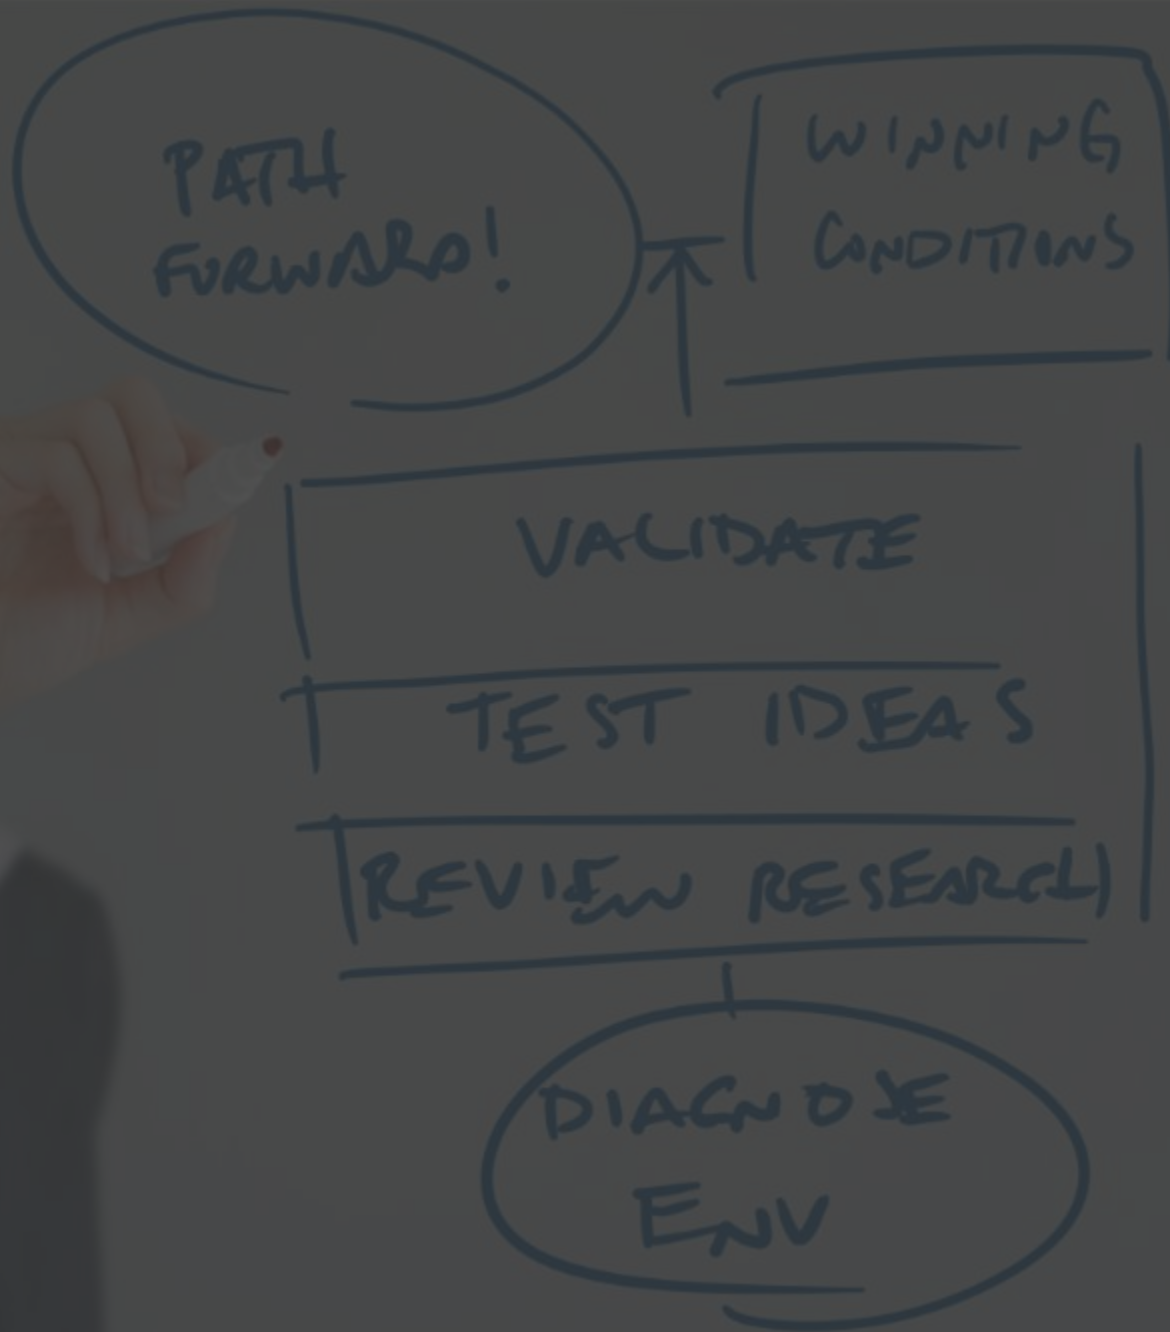 PATH
FORWARD!
WINNING
CONDITIONS
VALIDATE
TEST IDEAS
REVIEW RESEARCH
DIAGNOSE
ENV